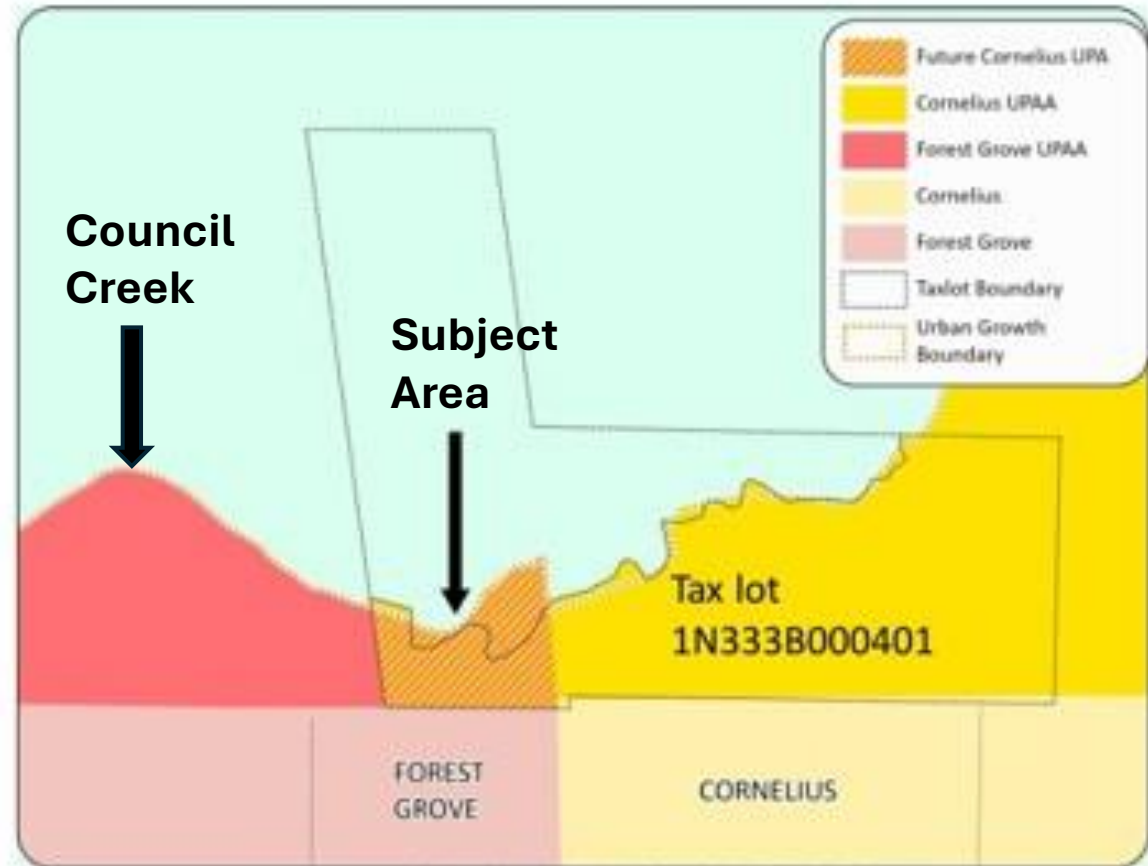 Future Cornelius UPA
Cornelius UPAA
Forest Grove UPAA
Cornelius
Forest Grove
Taxlot Boundary
Urban Growth
Boundary
Council
Creek
Subject
Area
Tax lot
1N333B000401
FOREST
GROVE
CORNELIUS